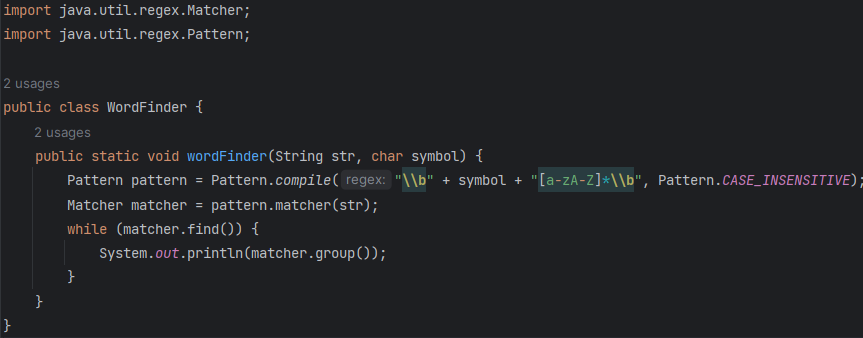 import java.util.regex.Matcher;
import java.util.regex.Pattern;
2 usages
public class WordFinder {
2 usages
public static void wordFinder(String str, char symbol) {
Pattern pattern = Pattern.compile( regex: "\\b" + symbol + "[a-zA-Z]*\\b", Pattern.CASE_INSENSITIVE);
Matcher matcher = pattern.matcher(str);
while (matcher.find()) {
System.out.println(matcher.group());
}
}
}